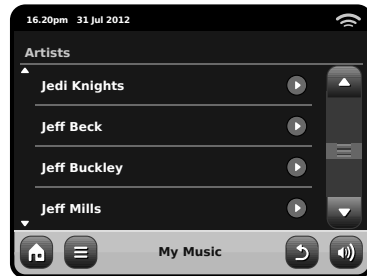 16.20pm 31 Jul 2012
Artists
Jedi Knights
Jeff Beck
Jeff Buckley
Jeff Mills
My Music